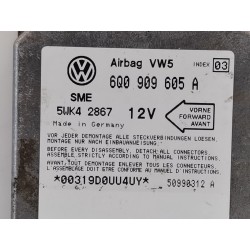 Airbag VW5
INDEX 03
6Q0 909 605 A
SME
5WK4 2867
12V
Made in Germany
VORNE
FORWARD
AVANT
VOR JEDER DEMONTAGE ALLE STECKVERBINDUNGEN LOESEN.
MONTAGE NUR NACH EINBAUANWEISUNG!
BEFORE EVERY DISASSEMBLY, DETACH ALL CONNECTORS
ASSEMBLE STRICTLY ACCORDING TO MANUAL INSTRUCTIONS!
AVANT TOUT DEMONTAGE ENLEVER TOUS LES CONNECTEURS
L'ASSEMBLAGE DOIT ETRE CONFORME AU MANUEL D'INSTRUCTIONS!
*00319D0UU4UY*
50990312 A